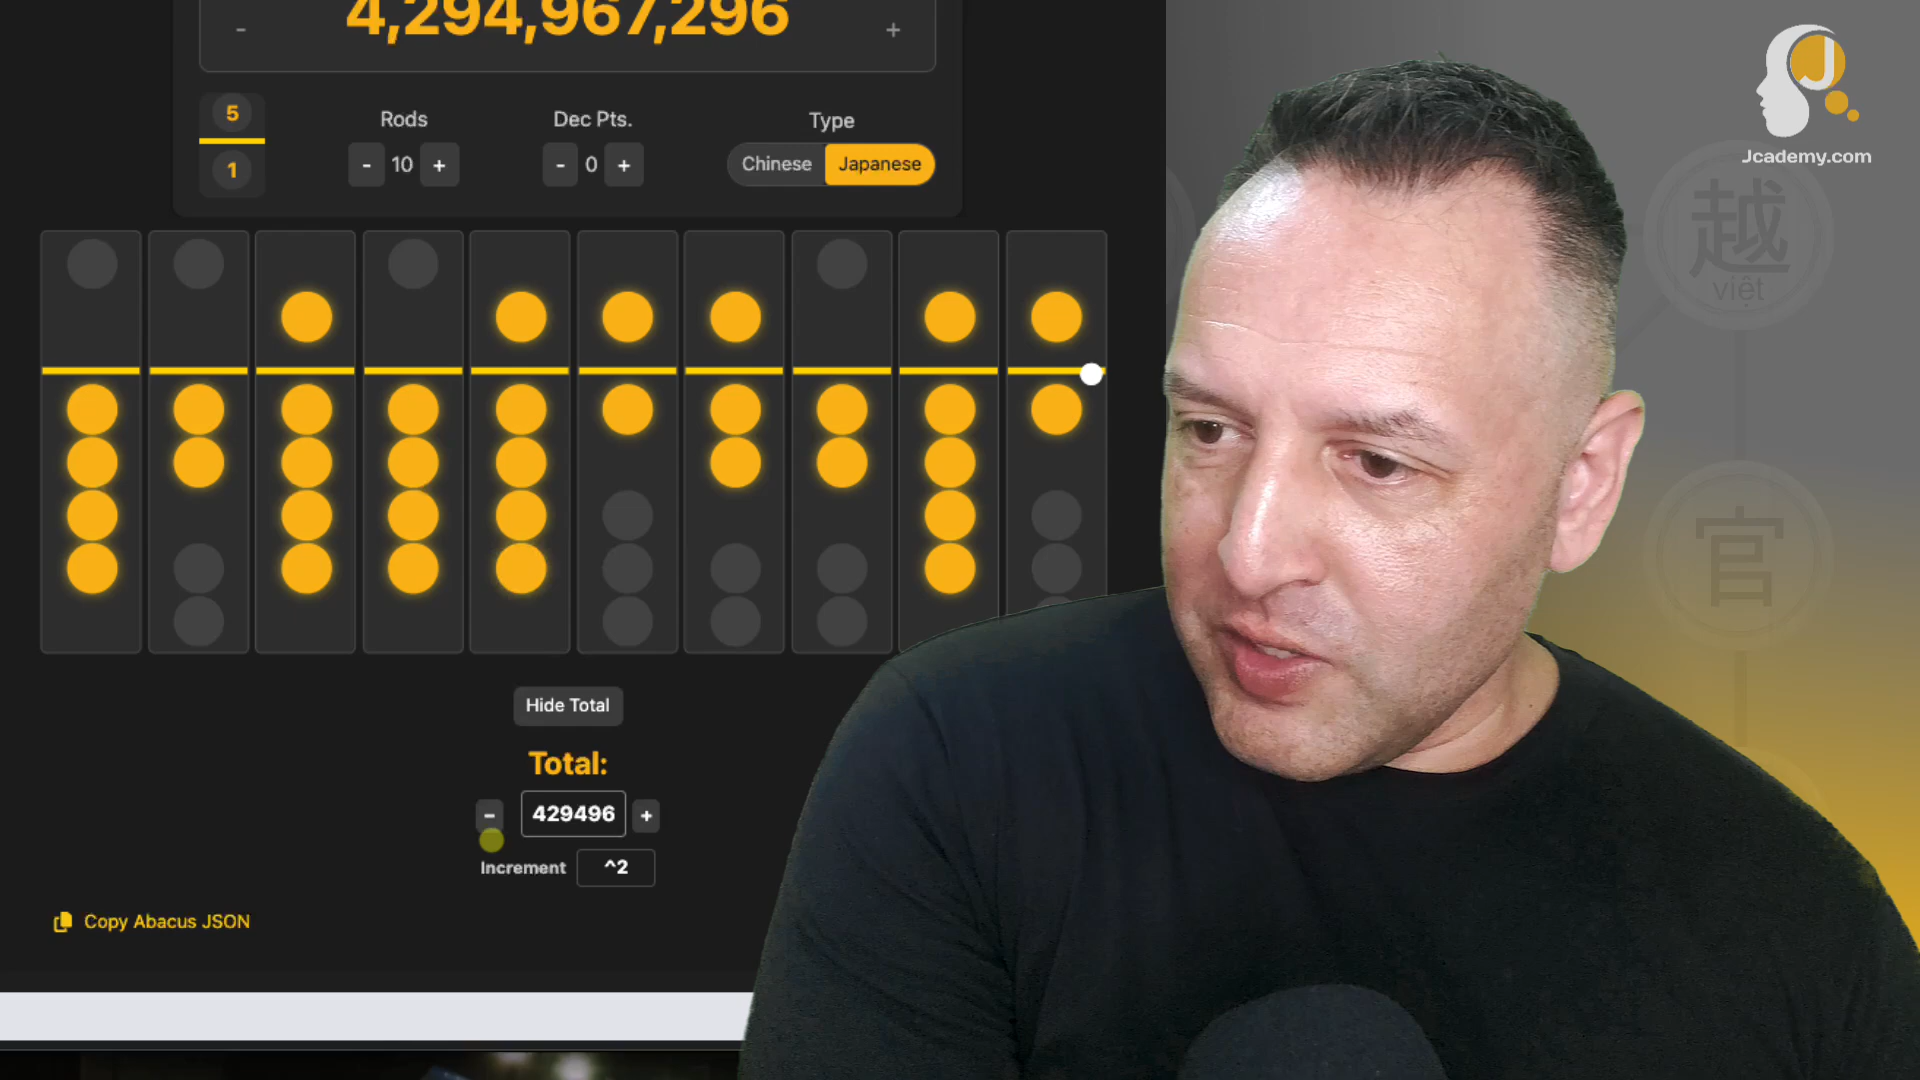 4,294,967,296
- +
5
1
Rods
- 10 +
Dec Pts.
- 0 +
Type
Chinese Japanese
Hide Total
Total:
- 429496 +
Increment ^2
Copy Abacus JSON
J
Jcademy.com
越
việt
官